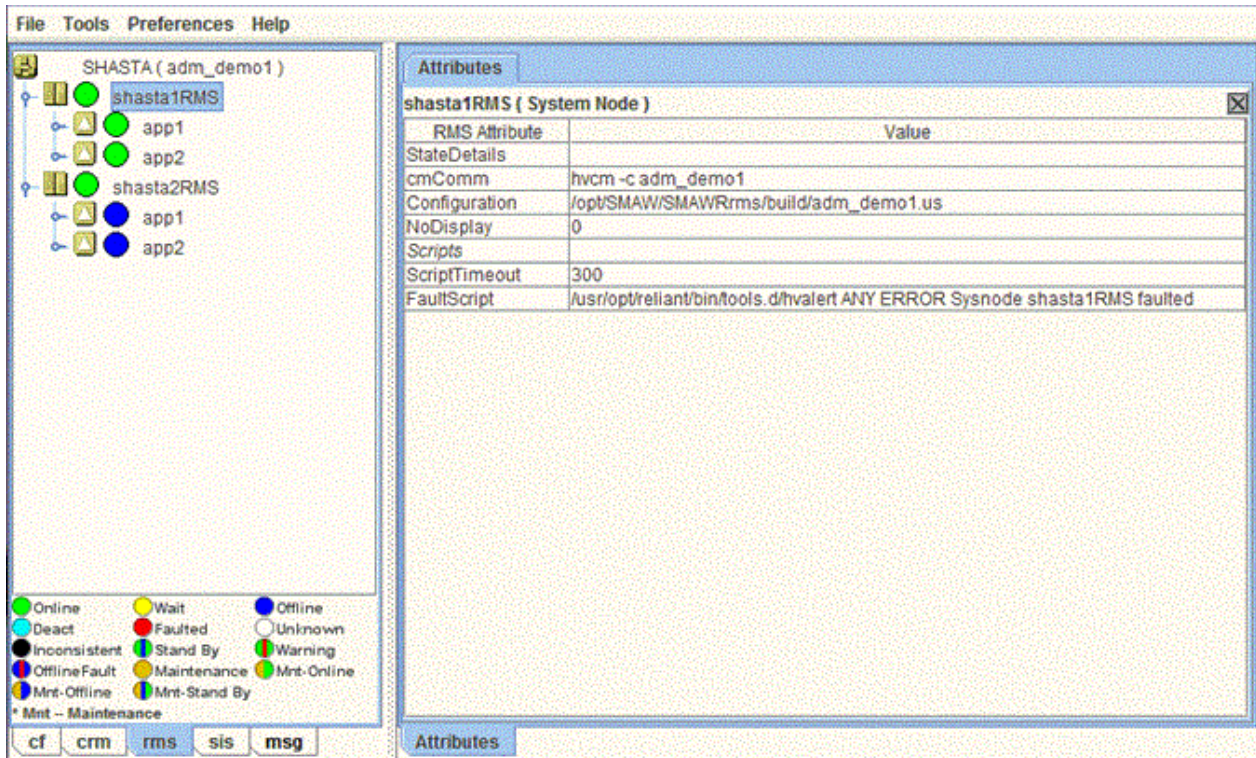 File Tools Preferences Help
SHASTA ( adm_demo1 )
shasta1RMS
app1
app2
shasta2RMS
app1
app2
Online Wait Offline
Deact Faulted Unknown
Inconsistent Stand By Warning
OfflineFault Maintenance Mnt-Online
Mnt-Offline Mnt-Stand By
* Mnt -- Maintenance
cf crm rms sis msg
Attributes
shasta1RMS ( System Node )
RMS Attribute Value
StateDetails
cmComm hvcm -c adm_demo1
Configuration /opt/SMAW/SMAWRrms/build/adm_demo1.us
NoDisplay 0
Scripts
ScriptTimeout 300
FaultScript /usr/opt/reliant/bin/tools.d/hvalert ANY ERROR Sysnode shasta1RMS faulted
Attributes